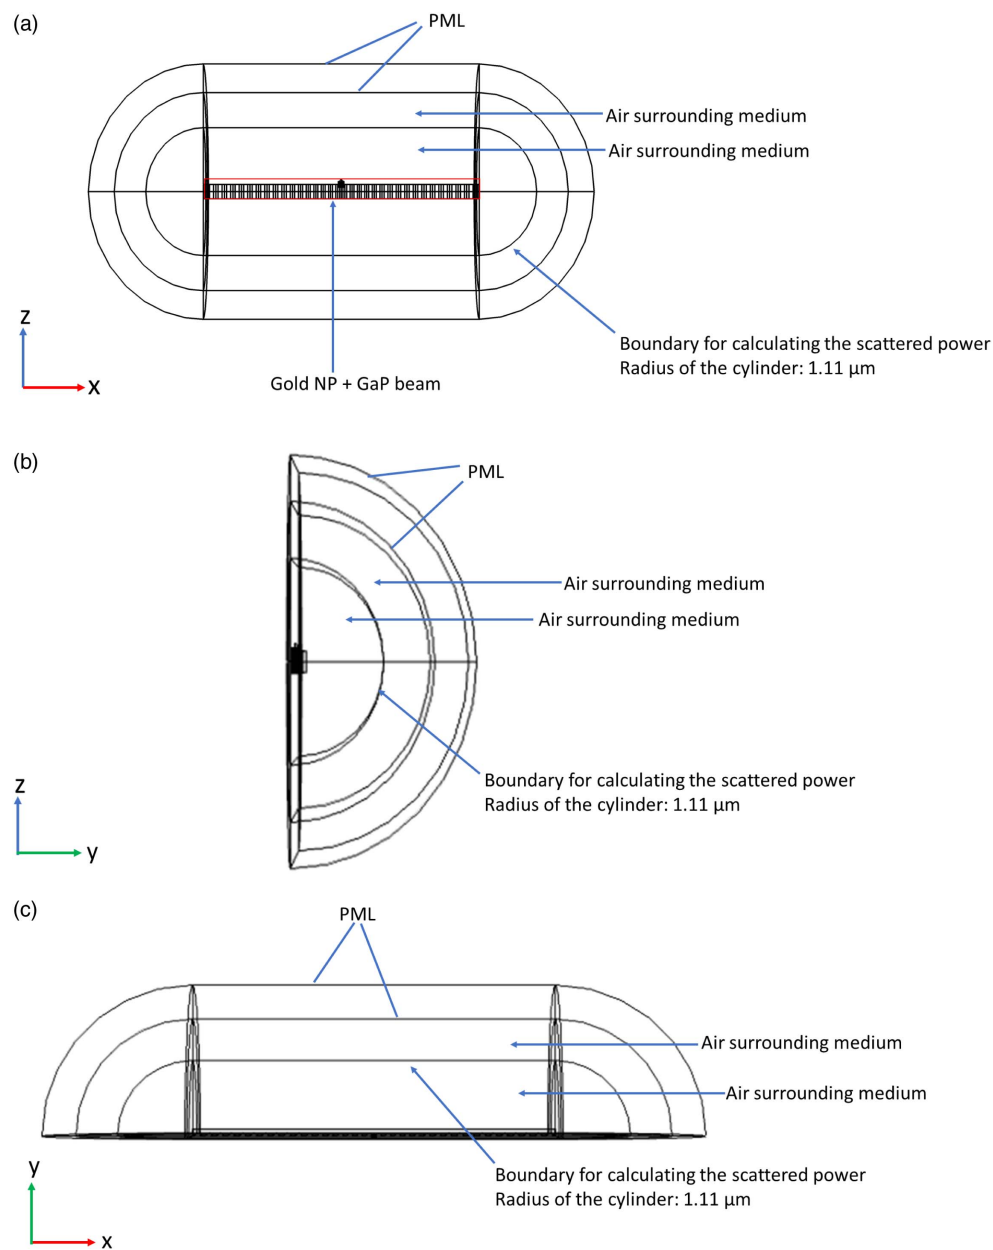 (a)
PML
Air surrounding medium
Air surrounding medium
Boundary for calculating the scattered power
Radius of the cylinder: 1.11 μm
Gold NP + GaP beam
z
x
(b)
PML
Air surrounding medium
Air surrounding medium
Boundary for calculating the scattered power
Radius of the cylinder: 1.11 μm
z
y
(c)
PML
Air surrounding medium
Air surrounding medium
Boundary for calculating the scattered power
Radius of the cylinder: 1.11 μm
y
x